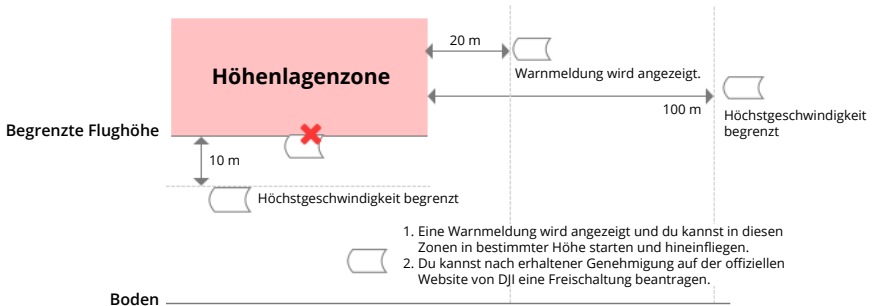 20 m
Höhenlagenzone
Warnmeldung wird angezeigt.
100 m
Höchstgeschwindigkeit
begrenzt
Begrenzte Flughöhe
10 m
Höchstgeschwindigkeit begrenzt
1. Eine Warnmeldung wird angezeigt und du kannst in diesen
Zonen in bestimmter Höhe starten und hineinfliegen.
2. Du kannst nach erhaltener Genehmigung auf der offiziellen
Website von DJI eine Freischaltung beantragen.
Boden